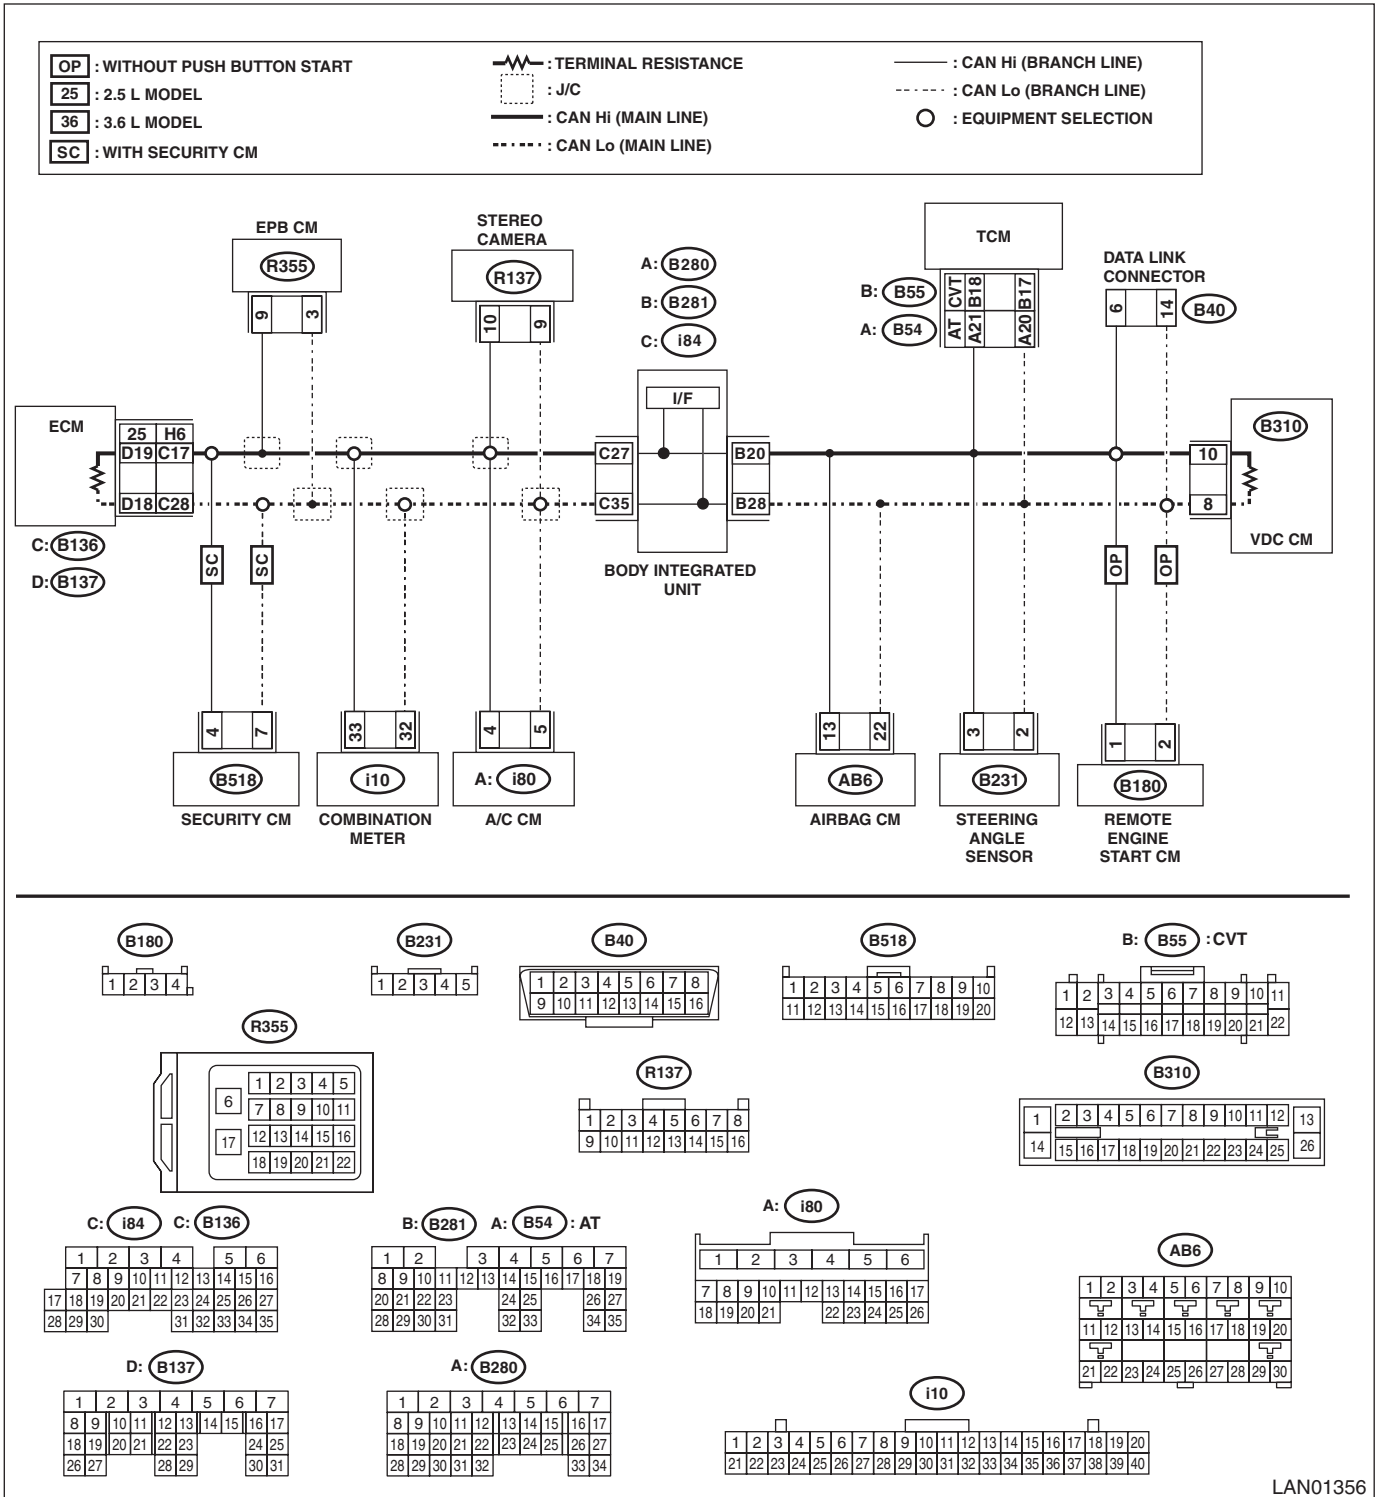 OP : WITHOUT PUSH BUTTON START
25 : 2.5 L MODEL
36 : 3.6 L MODEL
SC : WITH SECURITY CM
: TERMINAL RESISTANCE
: J/C
: CAN Hi (MAIN LINE)
: CAN Lo (MAIN LINE)
: CAN Hi (BRANCH LINE)
: CAN Lo (BRANCH LINE)
: EQUIPMENT SELECTION
EPB CM
R355
9 3
STEREO
CAMERA
R137
10 9
A: B280
B: B281
C: i84
TCM
B: B55
A: B54
CVT B18 B17
AT A21 A20
DATA LINK
CONNECTOR
6 14
B40
ECM
25 H6
D19 C17
D18 C28
C: B136
D: B137
I/F
C27 B20
C35 B28
BODY INTEGRATED
UNIT
B310
10
8
VDC CM
SC SC
OP OP
4 7
B518
SECURITY CM
33 32
i10
COMBINATION
METER
4 5
A: i80
A/C CM
13 22
AB6
AIRBAG CM
3 2
B231
STEERING
ANGLE
SENSOR
1 2
B180
REMOTE
ENGINE
START CM
B180
1 2 3 4
B231
1 2 3 4 5
B40
1 2 3 4 5 6 7 8
9 10 11 12 13 14 15 16
B518
1 2 3 4 5 6 7 8 9 10
11 12 13 14 15 16 17 18 19 20
B: B55 : CVT
1 2 3 4 5 6 7 8 9 10 11
12 13 14 15 16 17 18 19 20 21 22
R355
1 2 3 4 5
6
7 8 9 10 11
17
12 13 14 15 16
18 19 20 21 22
R137
1 2 3 4 5 6 7 8
9 10 11 12 13 14 15 16
B310
1 2 3 4 5 6 7 8 9 10 11 12 13
14 15 16 17 18 19 20 21 22 23 24 25 26
C: i84 C: B136
1 2 3 4 5 6
7 8 9 10 11 12 13 14 15 16
17 18 19 20 21 22 23 24 25 26 27
28 29 30 31 32 33 34 35
B: B281 A: B54 : AT
1 2 3 4 5 6 7
8 9 10 11 12 13 14 15 16 17 18 19
20 21 22 23 24 25 26 27
28 29 30 31 32 33 34 35
A: i80
1 2 3 4 5 6
7 8 9 10 11 12 13 14 15 16 17
18 19 20 21 22 23 24 25 26
AB6
1 2 3 4 5 6 7 8 9 10
11 12 13 14 15 16 17 18 19 20
21 22 23 24 25 26 27 28 29 30
D: B137
1 2 3 4 5 6 7
8 9 10 11 12 13 14 15 16 17
18 19 20 21 22 23 24 25
26 27 28 29 30 31
A: B280
1 2 3 4 5 6 7
8 9 10 11 12 13 14 15 16 17
18 19 20 21 22 23 24 25 26 27
28 29 30 31 32 33 34
i10
1 2 3 4 5 6 7 8 9 10 11 12 13 14 15 16 17 18 19 20
21 22 23 24 25 26 27 28 29 30 31 32 33 34 35 36 37 38 39 40
LAN01356